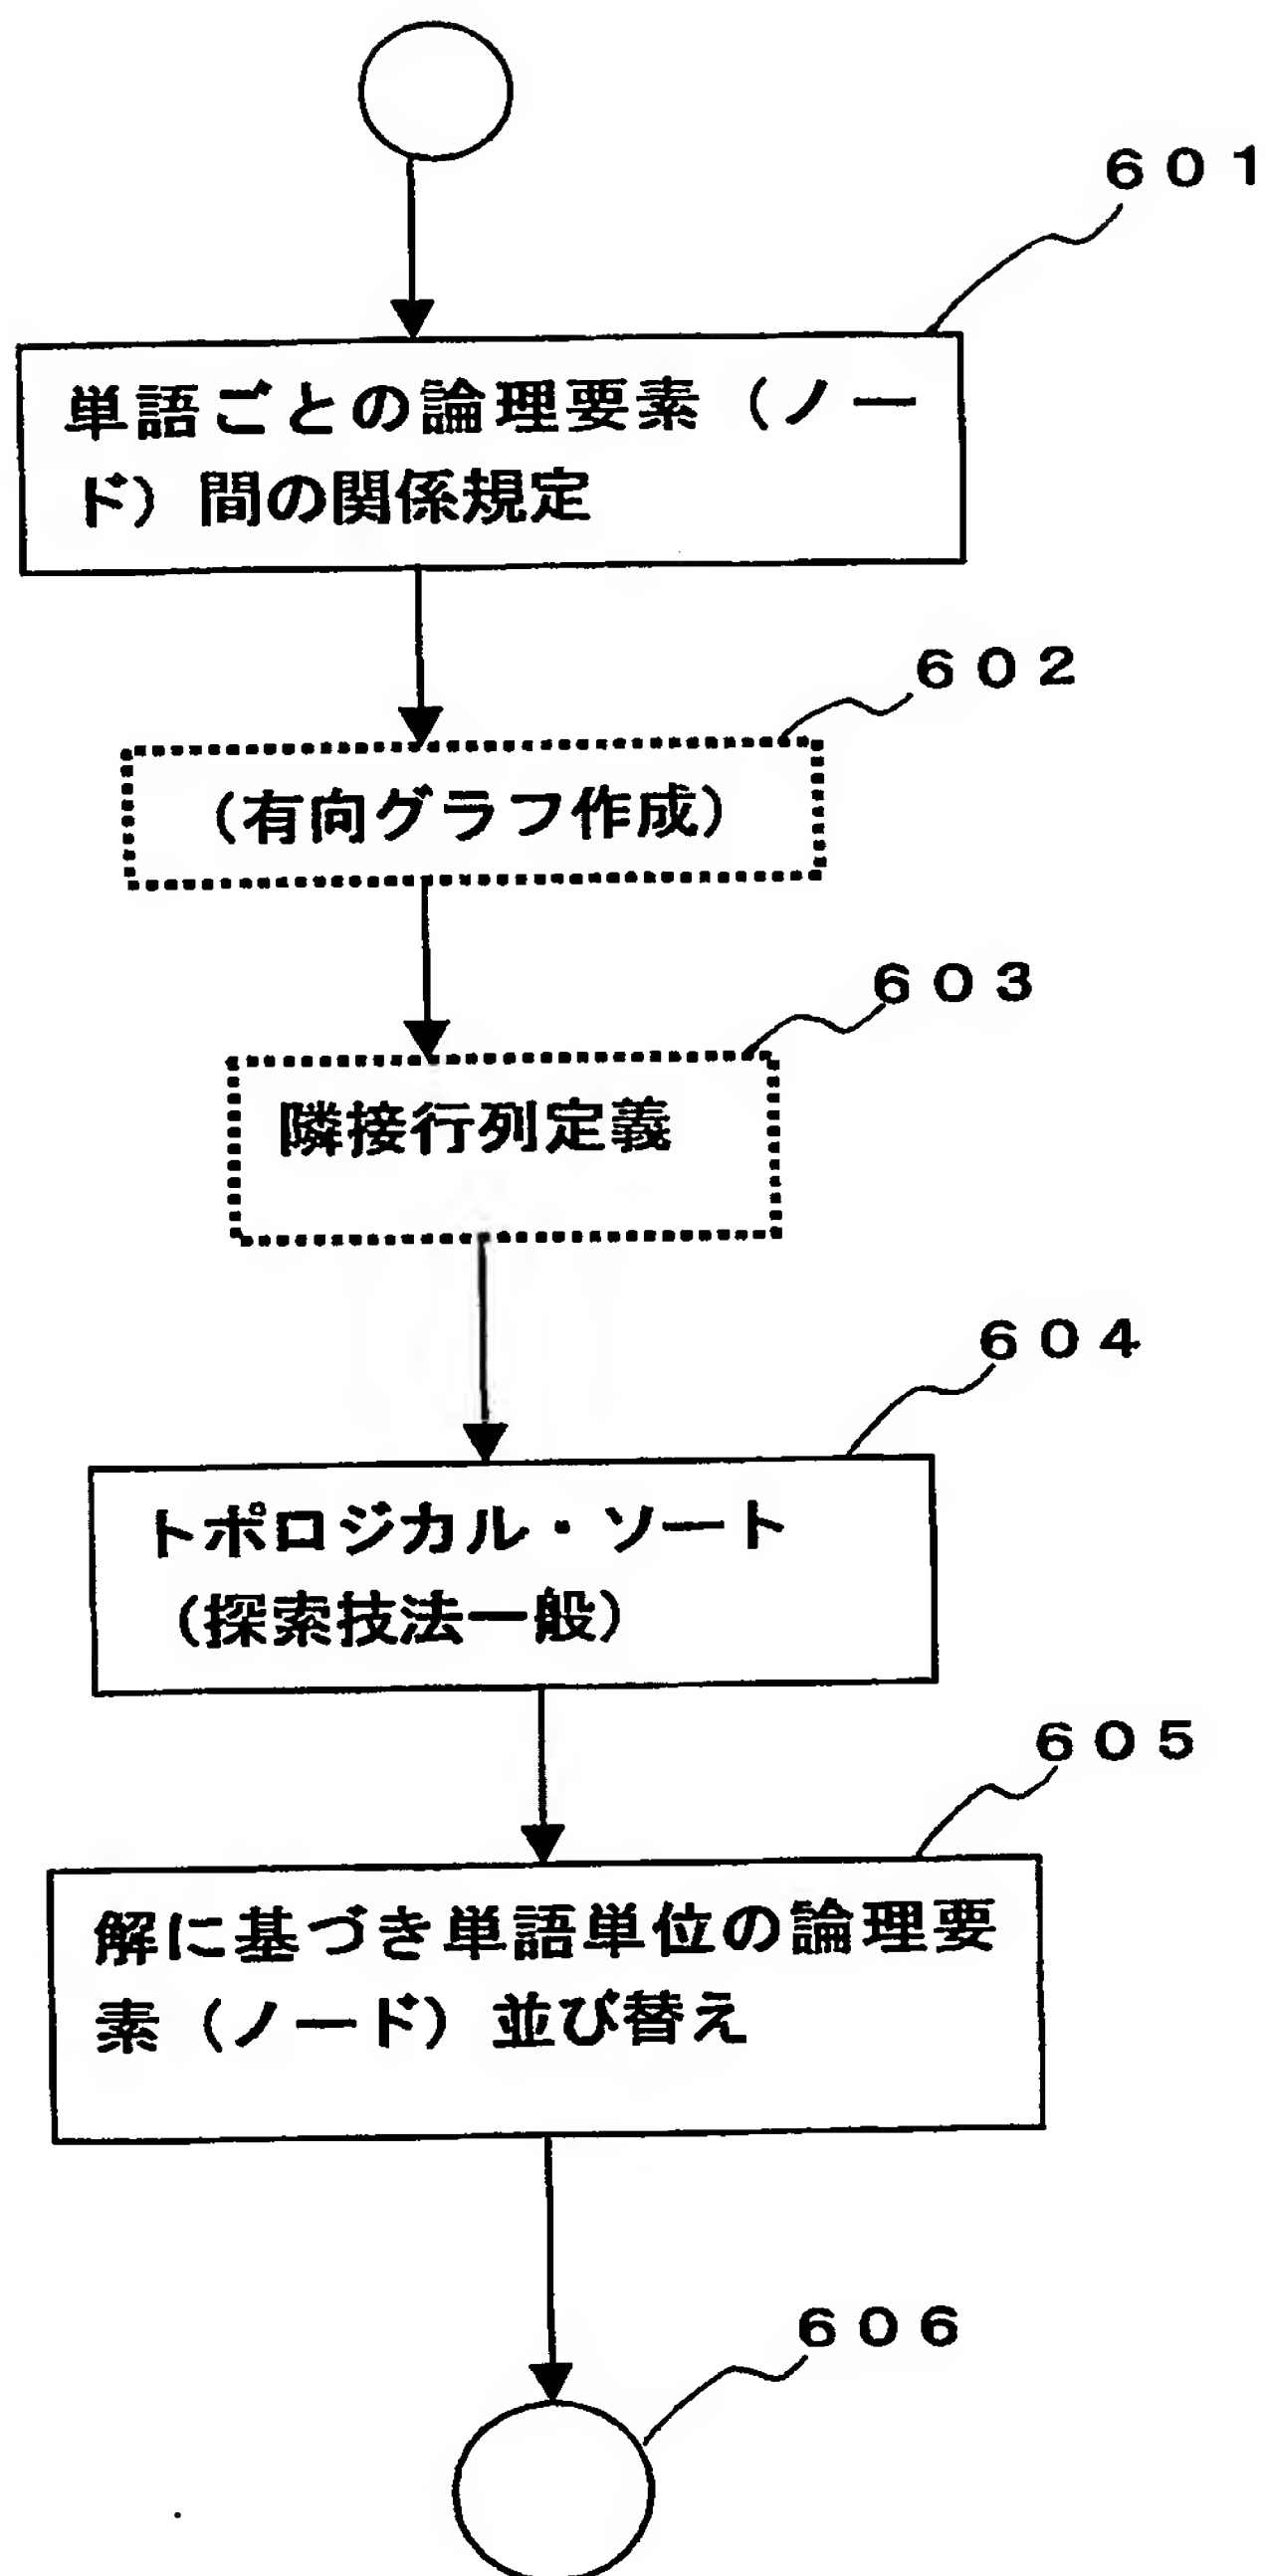 ６０１
単語ごとの論理要素（ノー
ド）間の関係規定
６０２
（有向グラフ作成）
６０３
隣接行列定義
６０４
トポロジカル・ソート
（探索技法一般）
６０５
解に基づき単語単位の論理要
素（ノード）並び替え
６０６